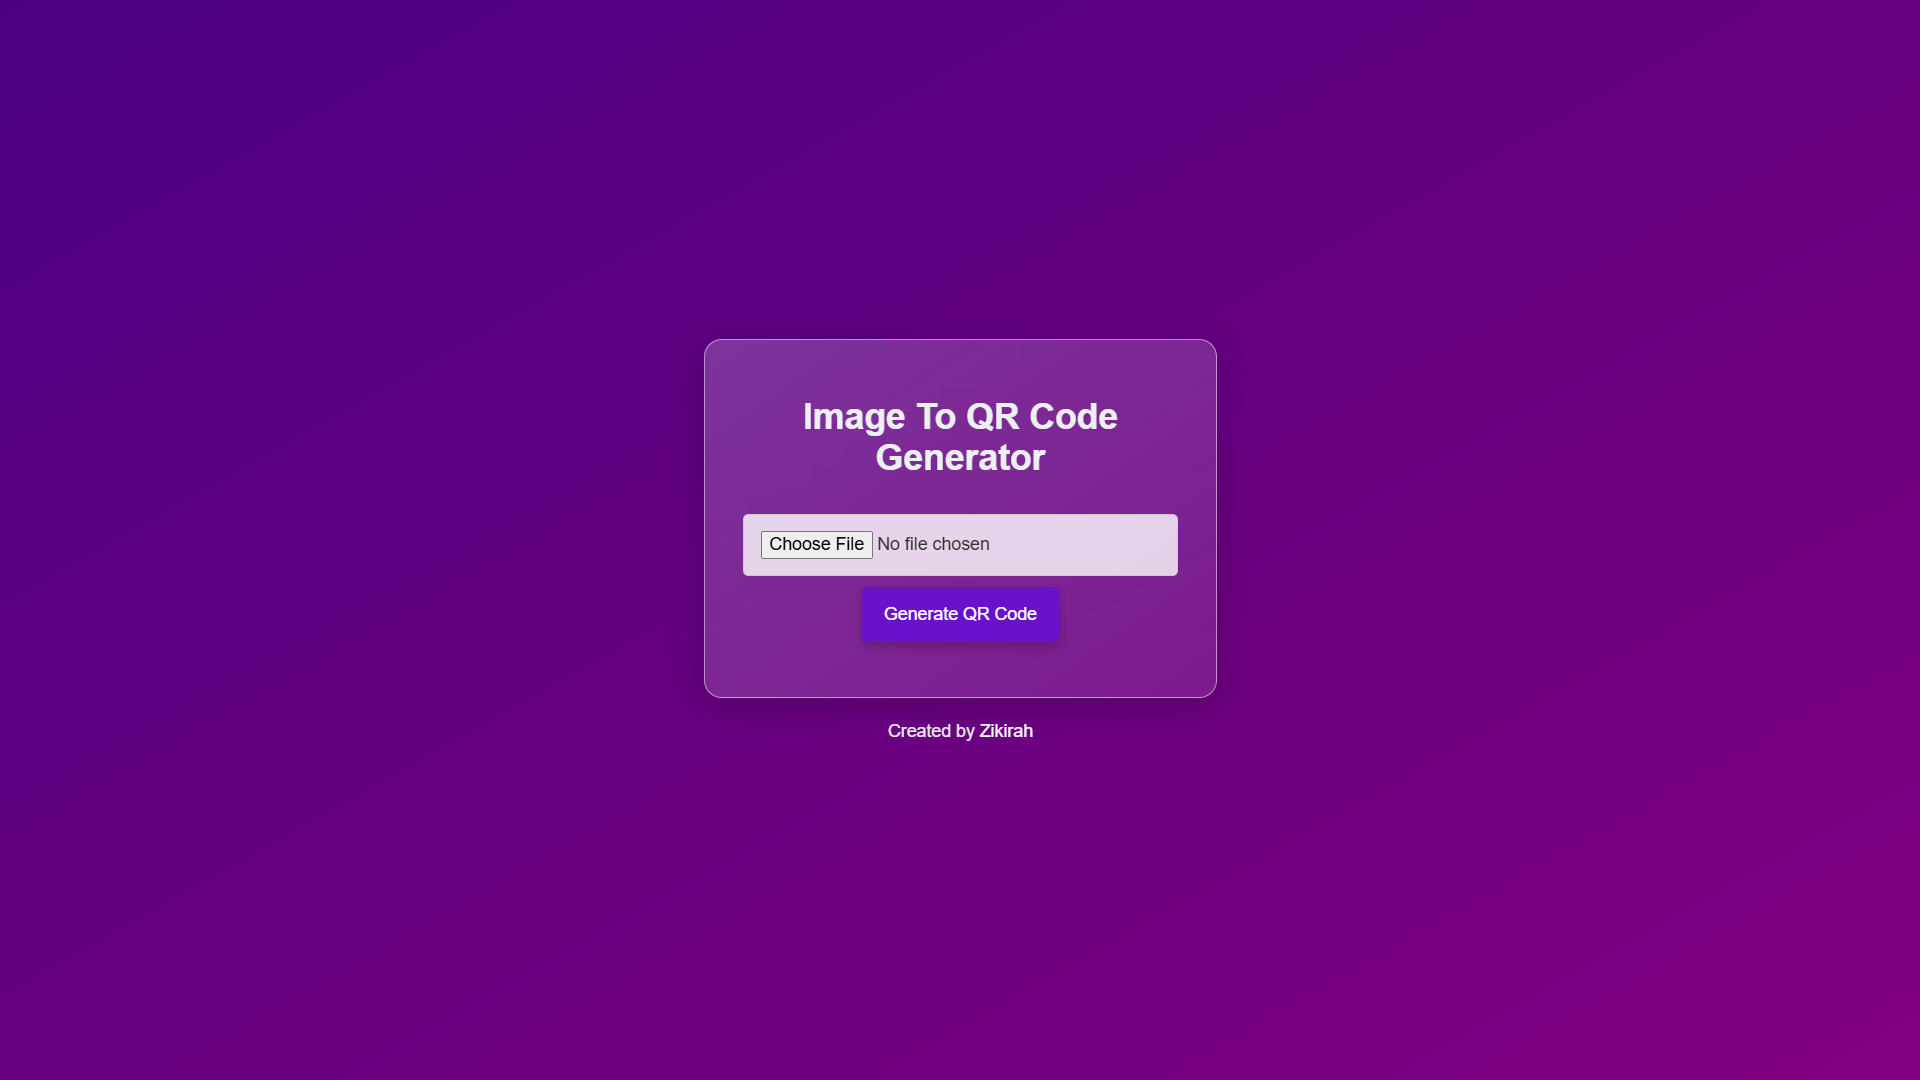 Image To QR Code
Generator
Choose File No file chosen
Generate QR Code
Created by Zikirah